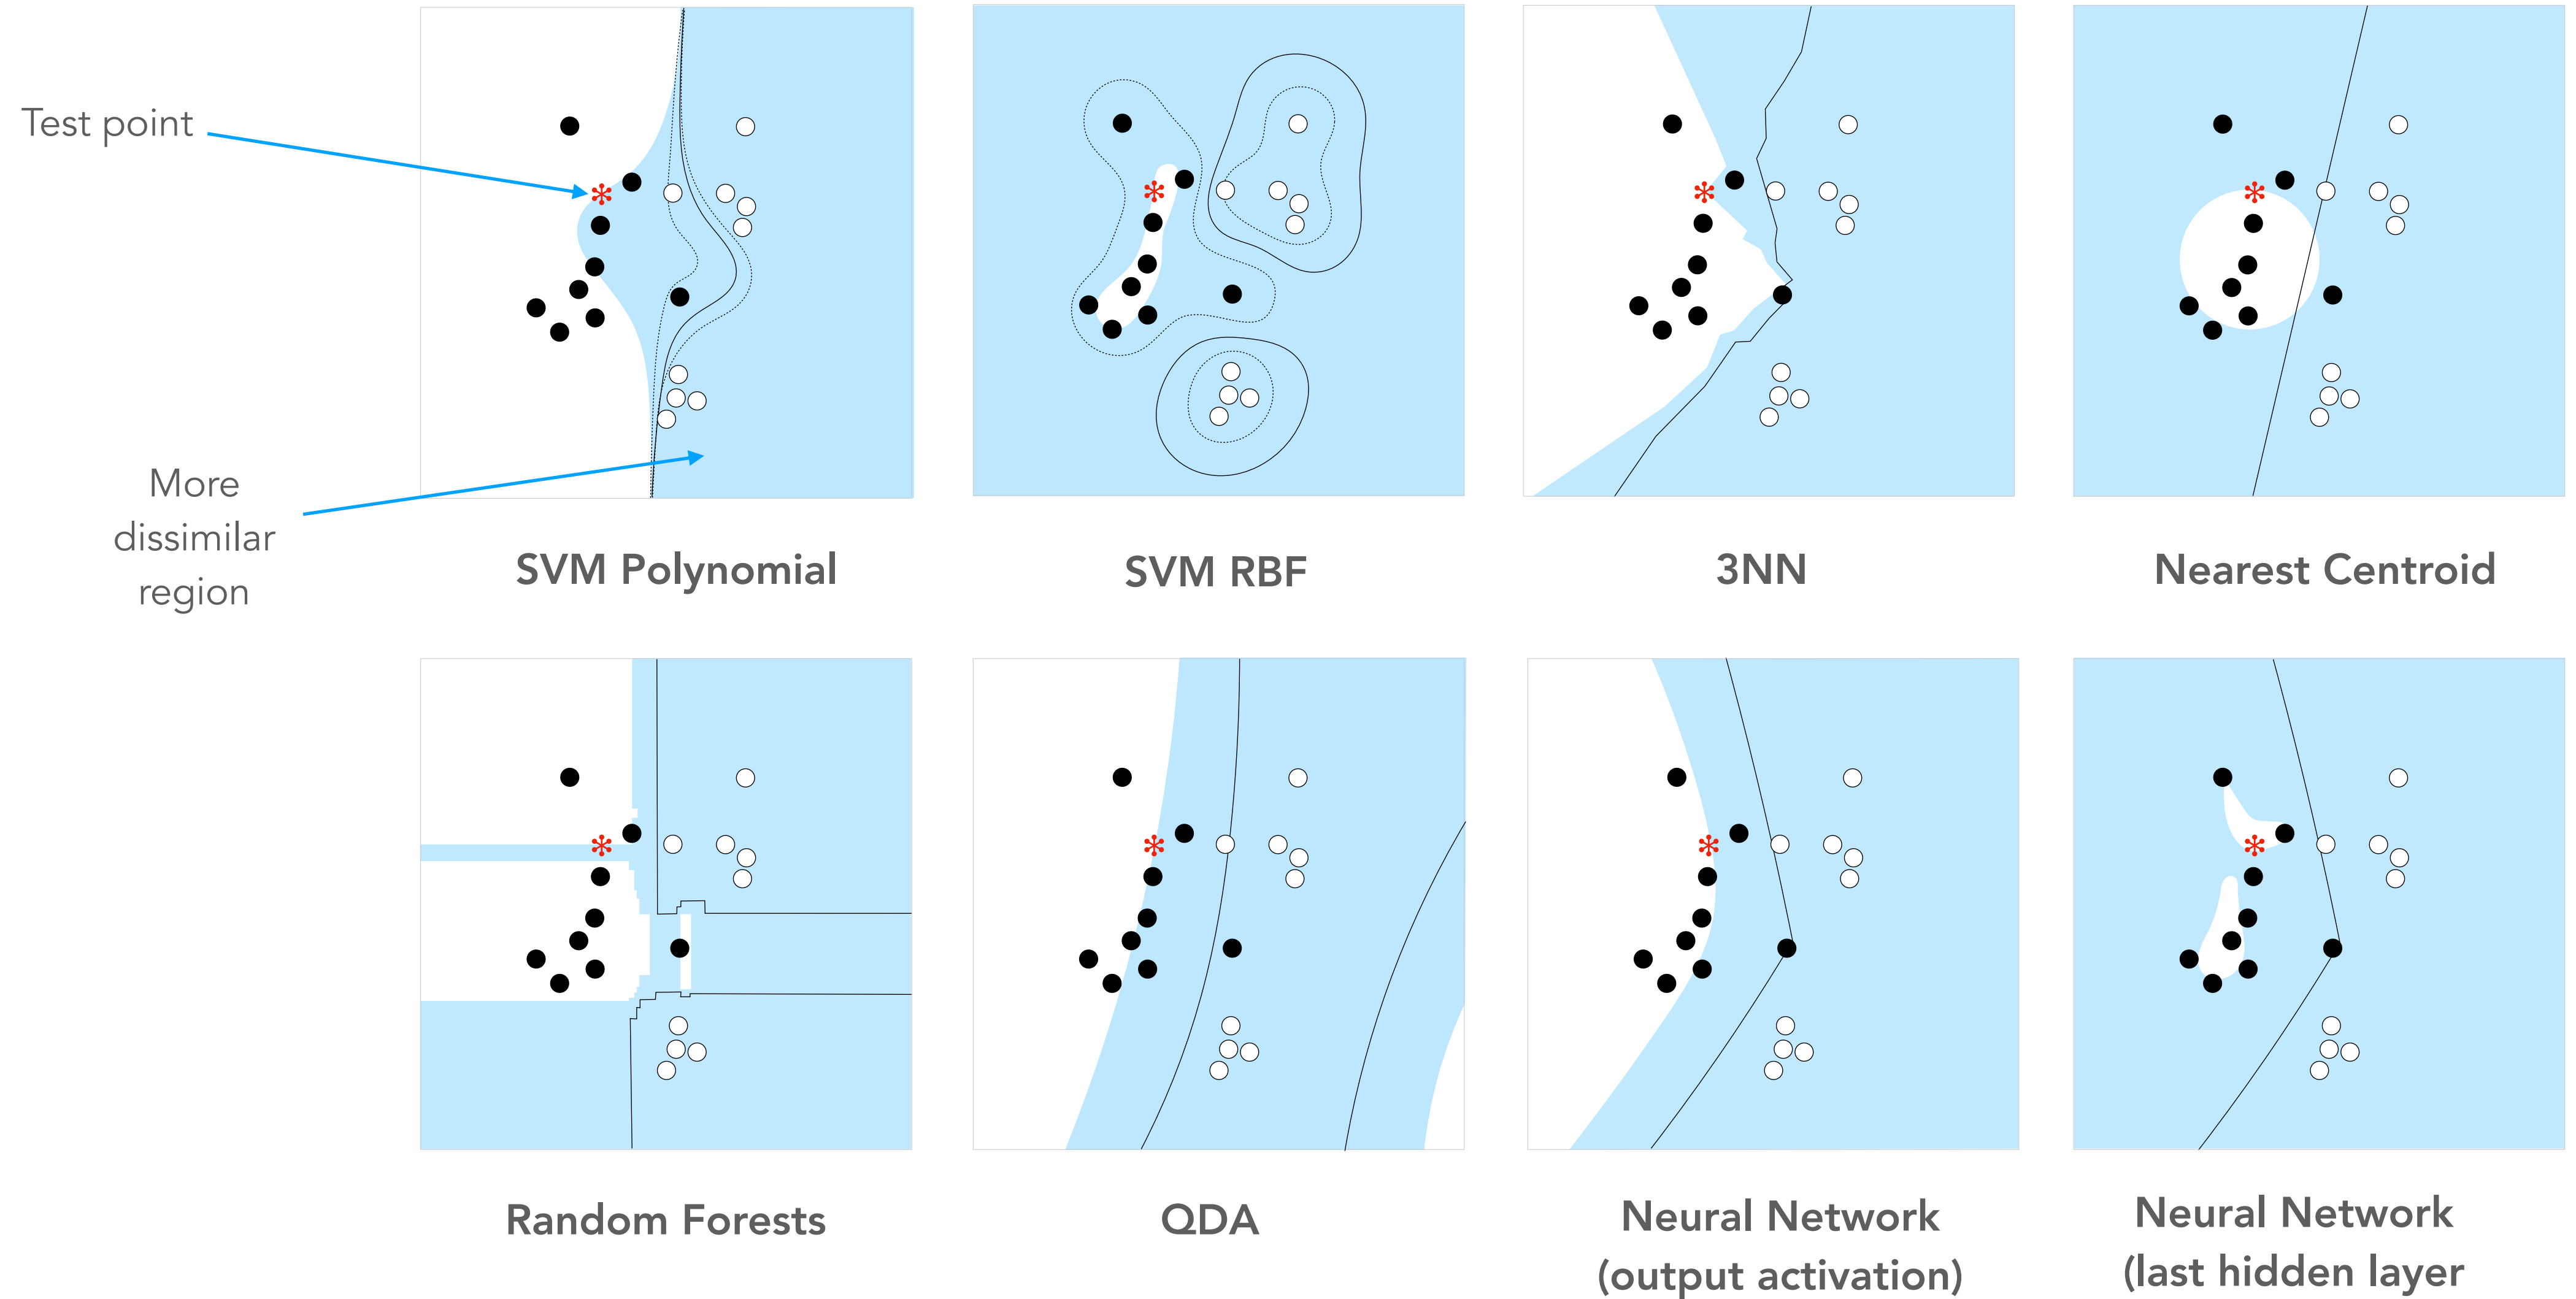 Test point
More
dissimilar
region
SVM Polynomial
SVM RBF
3NN
Nearest Centroid
Random Forests
QDA
Neural Network
(output activation)
Neural Network
(last hidden layer